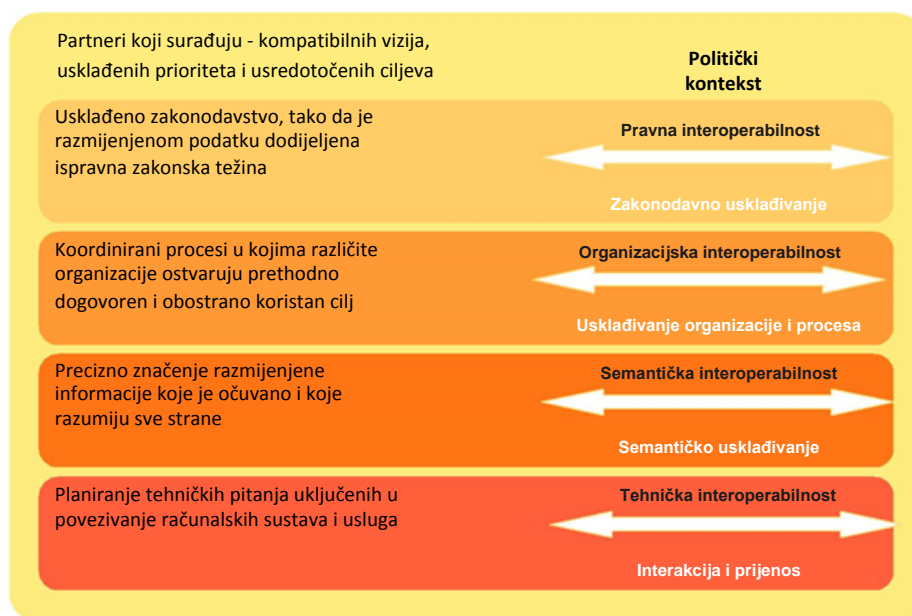 Partneri koji surađuju - kompatibilnih vizija,
usklađenih prioriteta i usredotočenih ciljeva
Politički
kontekst
Usklađeno zakonodavstvo, tako da je
razmijenjenom podatku dodijeljena
ispravna zakonska težina
Pravna interoperabilnost
Zakonodavno usklađivanje
Koordinirani procesi u kojima različite
organizacije ostvaruju prethodno
dogovoren i obostrano koristan cilj
Organizacijska interoperabilnost
Usklađivanje organizacije i procesa
Precizno značenje razmijenjene
informacije koje je očuvano i koje
razumiju sve strane
Semantička interoperabilnost
Semantičko usklađivanje
Planiranje tehničkih pitanja uključenih u
povezivanje računalskih sustava i usluga
Tehnička interoperabilnost
Interakcija i prijenos